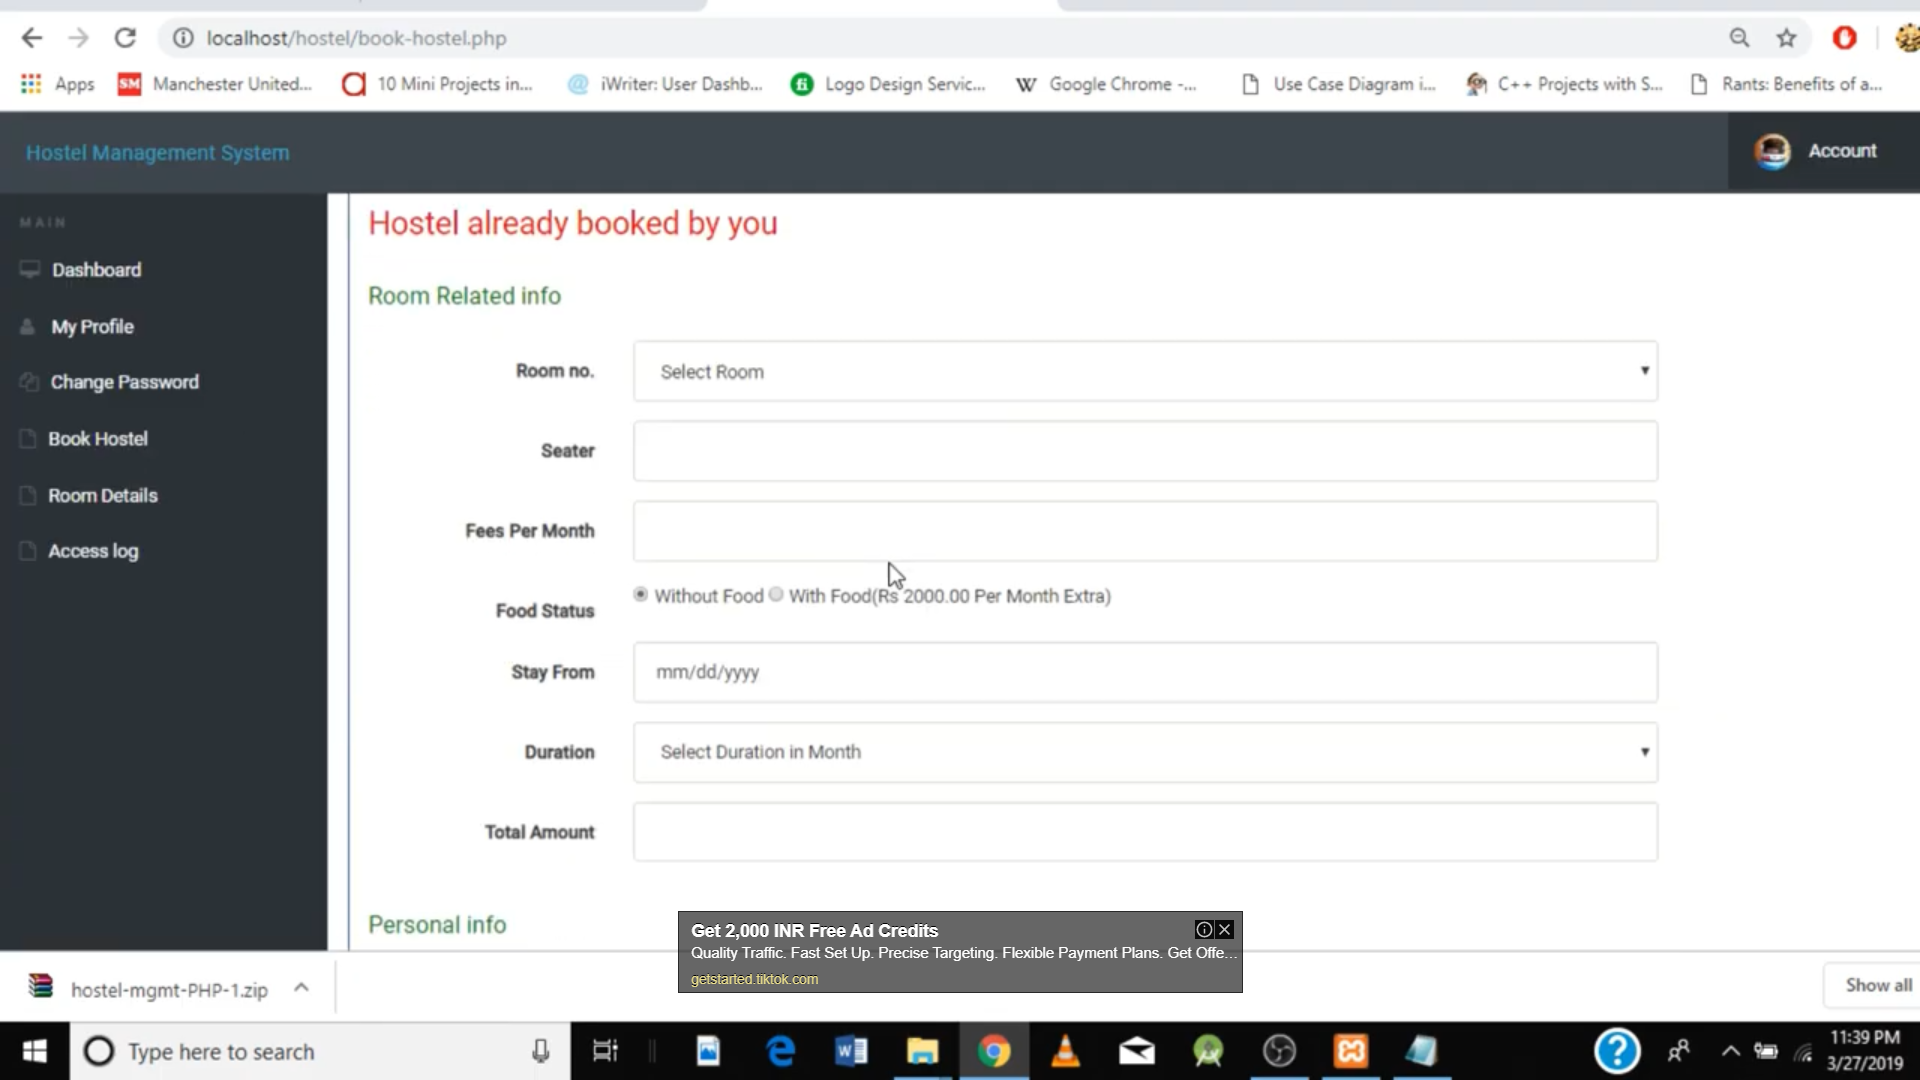 localhost/hostel/book-hostel.php
Apps
SM
Manchester United...
10 Mini Projects in...
iWriter: User Dashb...
Logo Design Servic...
W Google Chrome -...
Use Case Diagram i...
C++ Projects with S...
Rants: Benefits of a...
Hostel Management System
Account
MAIN
Dashboard
My Profile
Change Password
Book Hostel
Room Details
Access log
Hostel already booked by you
Room Related info
Room no.
Select Room
Seater
Fees Per Month
Food Status
Without Food With Food(Rs 2000.00 Per Month Extra)
Stay From
mm/dd/yyyy
Duration
Select Duration in Month
Total Amount
Personal info
Get 2,000 INR Free Ad Credits
Quality Traffic. Fast Set Up. Precise Targeting. Flexible Payment Plans. Get Offe...
getstarted.tiktok.com
hostel-mgmt-PHP-1.zip
Show all
Type here to search
11:39 PM
3/27/2019